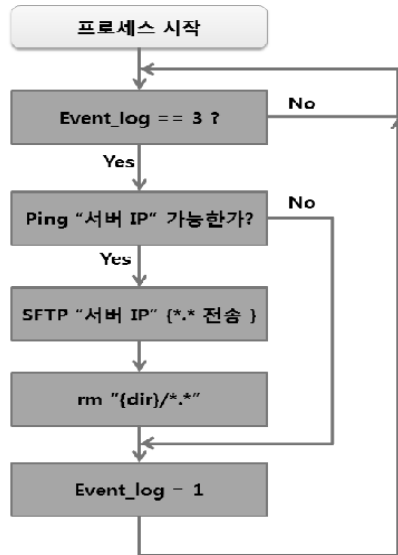 프로세스 시작
Event_log == 3 ?
No
Yes
Ping “서버 IP” 가능한가?
No
Yes
SFTP “서버 IP” {*.* 전송 }
rm ”{dir}/*.*”
Event_log - 1